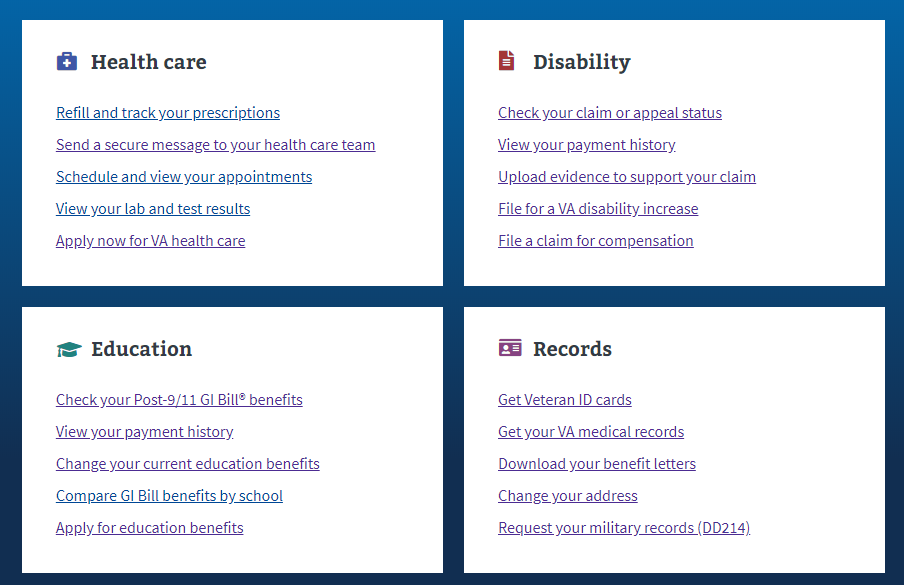 Health care
Refill and track your prescriptions
Send a secure message to your health care team
Schedule and view your appointments
View your lab and test results
Apply now for VA health care
Disability
Check your claim or appeal status
View your payment history
Upload evidence to support your claim
File for a VA disability increase
File a claim for compensation
Education
Check your Post-9/11 GI Bill® benefits
View your payment history
Change your current education benefits
Compare GI Bill benefits by school
Apply for education benefits
Records
Get Veteran ID cards
Get your VA medical records
Download your benefit letters
Change your address
Request your military records (DD214)